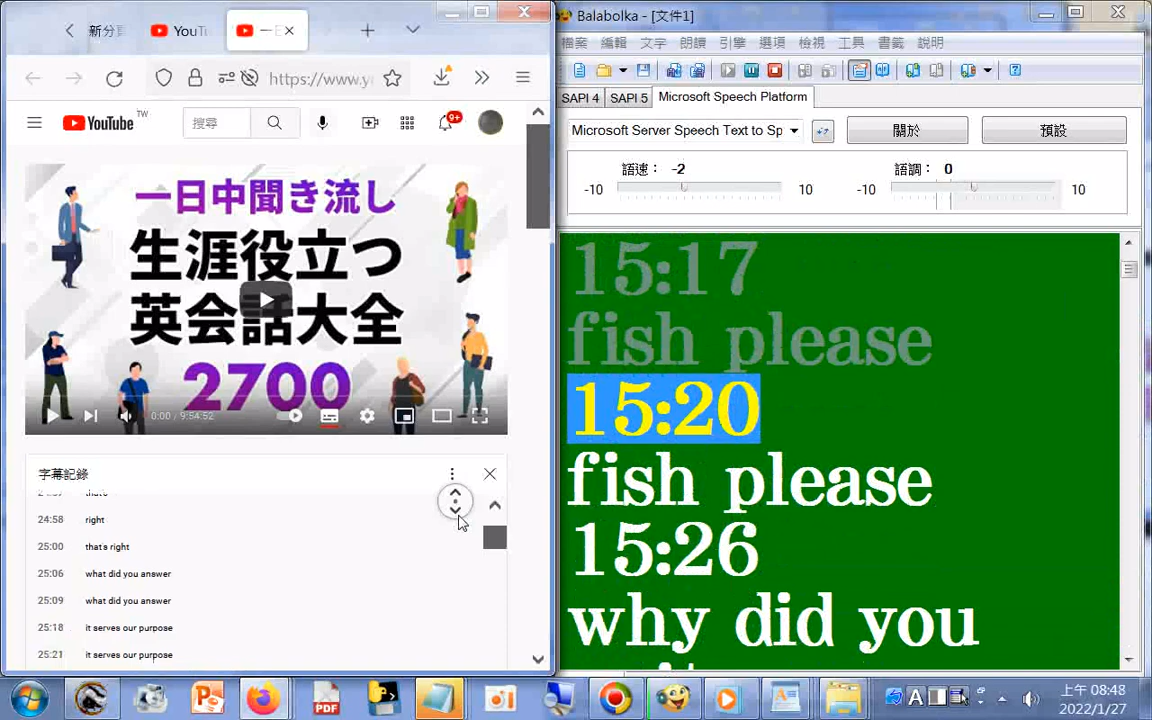 新分
YouTu
一 E
https://www.y
YouTube TW
搜尋
9+
一日中聞き流し
生涯役立つ
英会話大全
2700
0:00 / 9:54:52
字幕記錄
24:58 right
25:00 that's right
25:06 what did you answer
25:09 what did you answer
25:18 it serves our purpose
25:21 it serves our purpose
Balabolka - [文件1]
檔案 編輯 文字 朗讀 引擎 選項 檢視 工具 書籤 說明
SAPI 4 SAPI 5 Microsoft Speech Platform
Microsoft Server Speech Text to Sp
關於
預設
語速： -2
語調： 0
-10 10
-10 10
15:17
fish please
15:20
fish please
15:26
why did you
PDF
A
上午 08:48
2022/1/27